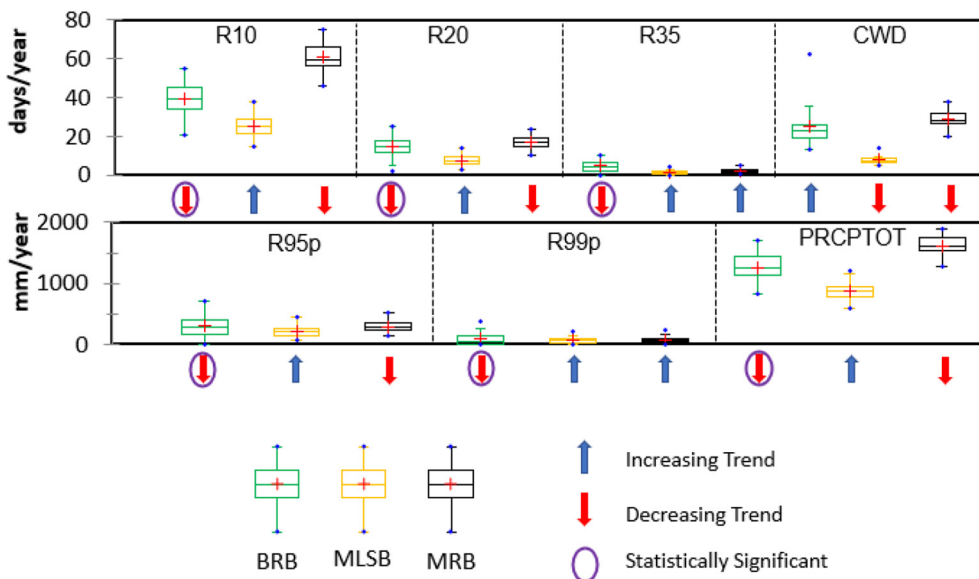 80
R10 R20 R35 CWD
60
days/year
40
20
0
2000
R95p R99p PRCPTOT
mm/year
1000
0
Increasing Trend
Decreasing Trend
BRB MLSB MRB
Statistically Significant